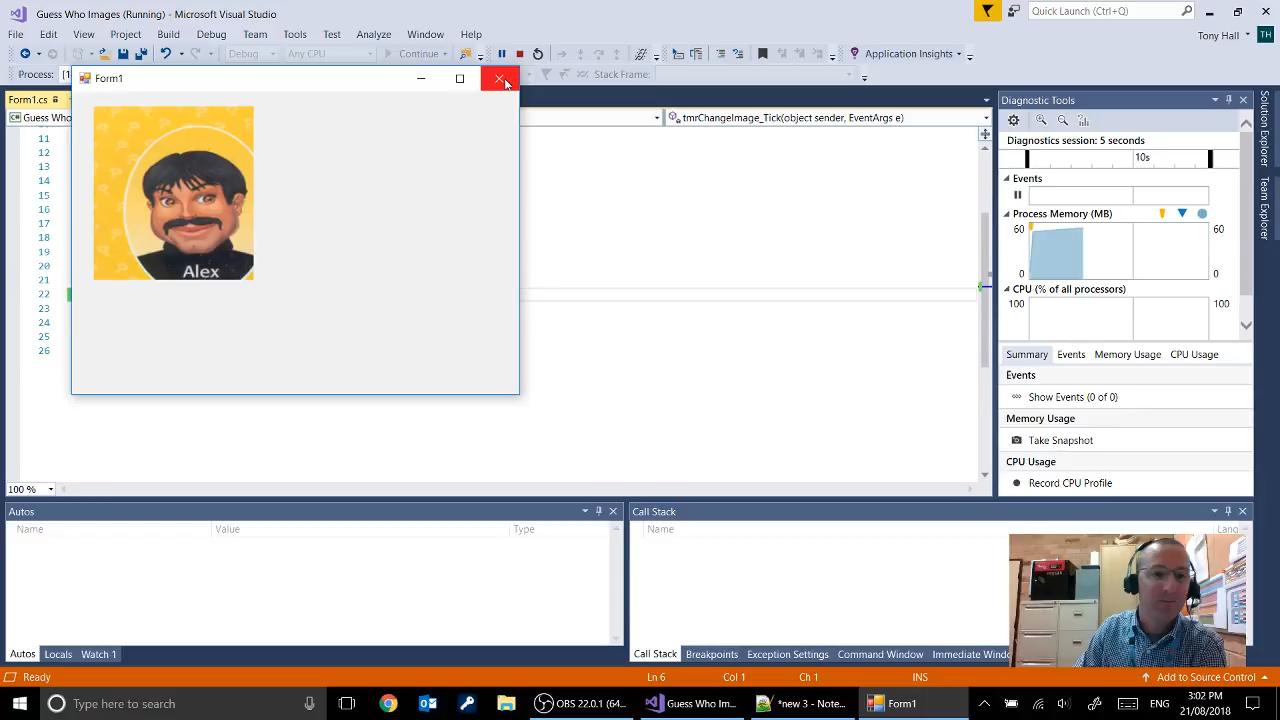 Guess Who Images (Running) - Microsoft Visual Studio
Quick Launch (Ctrl+Q)
File Edit View Project Build Debug Team Tools Test Analyze Window Help
Tony Hall
TH
Debug Any CPU Continue Application Insights
Process: [1
Stack Frame:
Form1
Form1.cs
Guess Who
tmrChangeImage_Tick(object sender, EventArgs e)
11
12
13
14
15
16
17
18
19
20
21
22
23
24
25
26
Alex
100 %
Diagnostic Tools
Diagnostics session: 5 seconds
10s
Events
Process Memory (MB)
60 60
0 0
CPU (% of all processors)
100 100
Summary Events Memory Usage CPU Usage
Events
Show Events (0 of 0)
Memory Usage
Take Snapshot
CPU Usage
Record CPU Profile
Solution Explorer
Team Explorer
Autos
Name Value Type
Autos Locals Watch 1
Call Stack
Name Lang
Call Stack Breakpoints Exception Settings Command Window Immediate Windo
Ready
Ln 6 Col 1 Ch 1 INS
Add to Source Control
Type here to search
OBS 22.0.1 (64...
Guess Who Im...
*new 3 - Note...
Form1
ENG
3:02 PM
21/08/2018